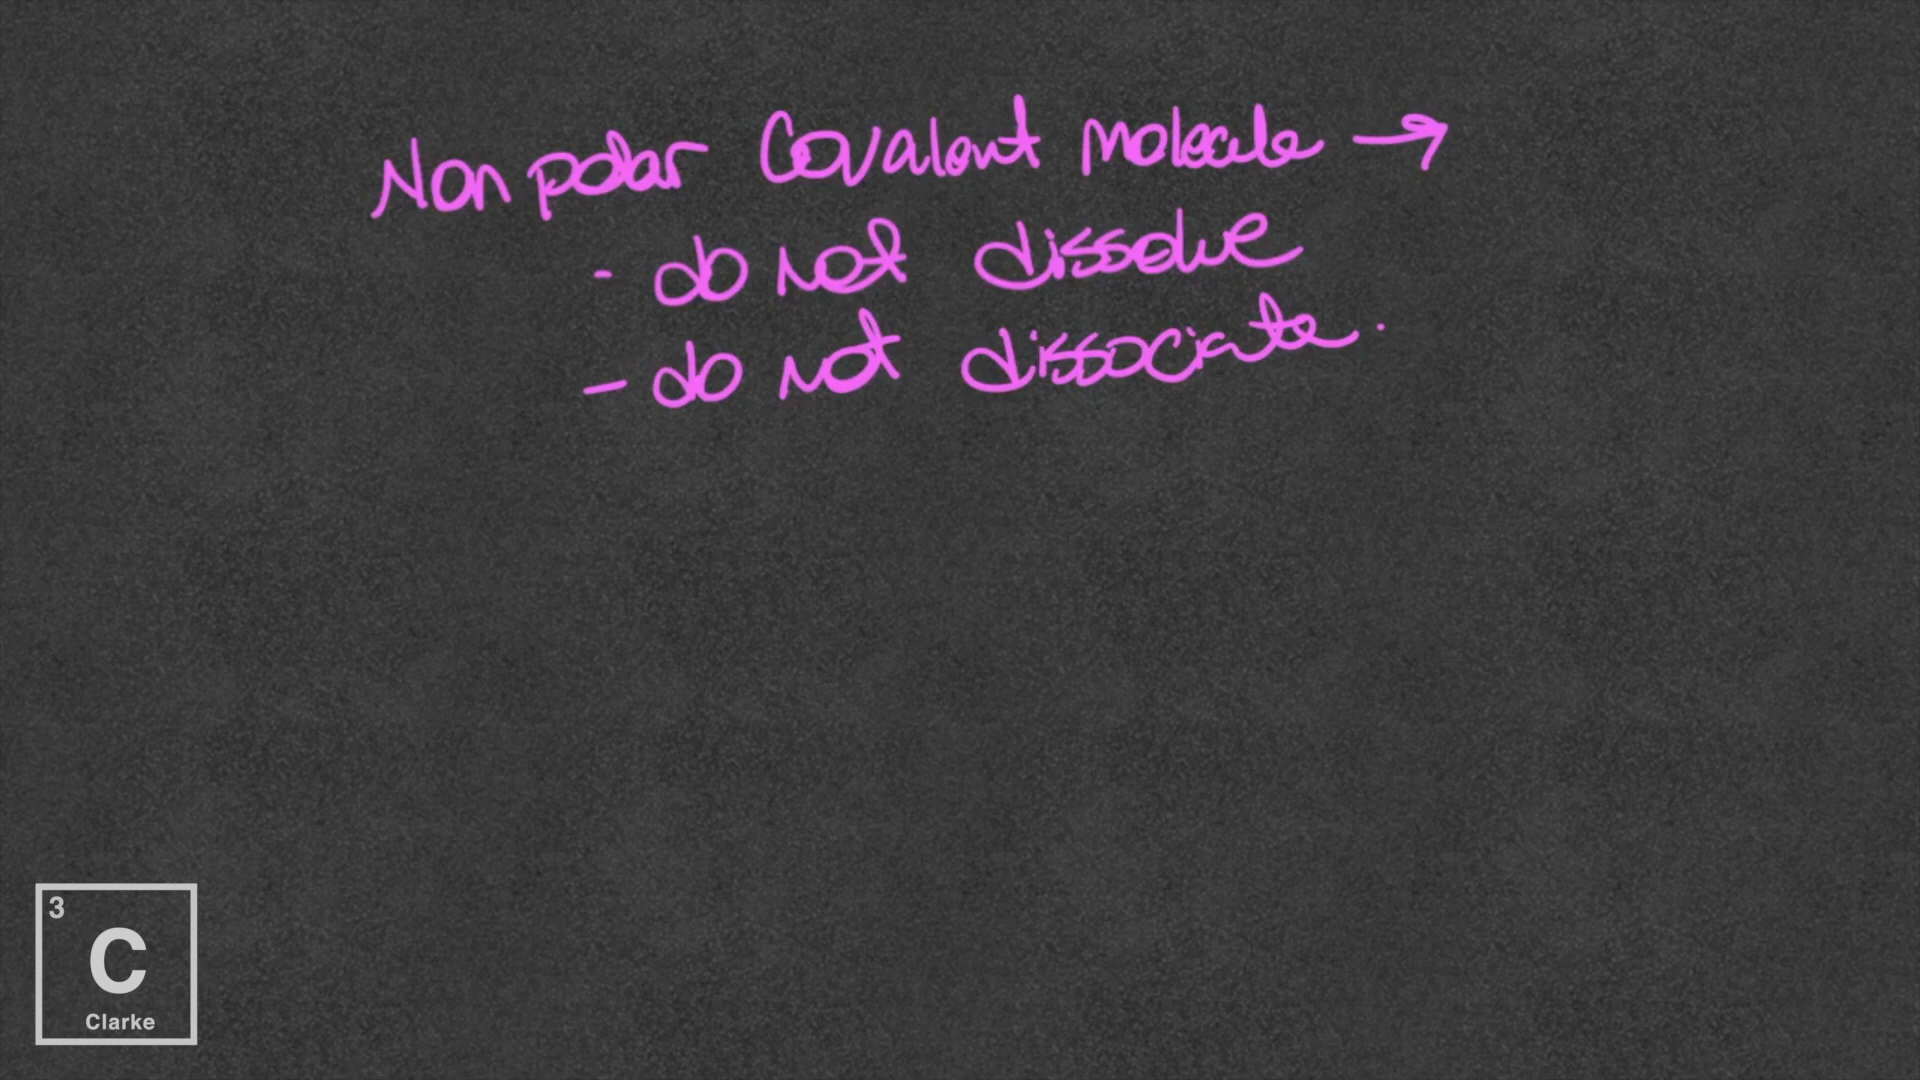 Non polar Covalent molecule →
- do not dissolve
- do not dissociate.
3
C
Clarke